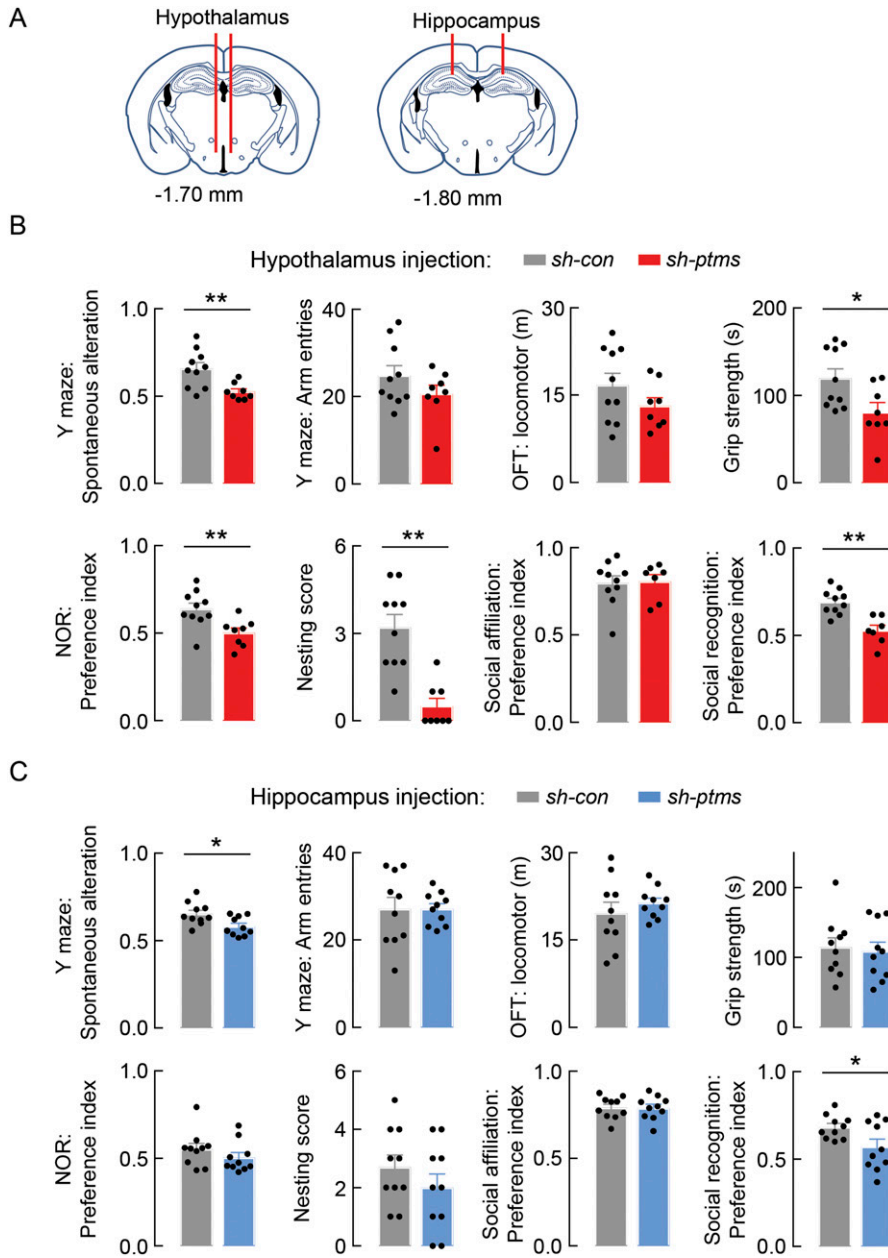 A
Hypothalamus
Hippocampus
-1.70 mm
-1.80 mm
B
Hypothalamus injection: sh-con sh-ptms
Y maze:
Spontaneous alteration
1.0
0.5
0.0
**
Y maze: Arm entries
40
20
0
OFT: locomotor (m)
30
15
0
Grip strength (s)
200
100
0
*
NOR:
Preference index
1.0
0.5
0.0
**
Nesting score
6
3
0
**
Social affiliation:
Preference index
1.0
0.5
0.0
Social recognition:
Preference index
1.0
0.5
0.0
**
C
Hippocampus injection: sh-con sh-ptms
Y maze:
Spontaneous alteration
1.0
0.5
0.0
*
Y maze: Arm entries
40
20
0
OFT: locomotor (m)
30
15
0
Grip strength (s)
200
100
0
NOR:
Preference index
1.0
0.5
0.0
Nesting score
6
4
2
0
Social affiliation:
Preference index
1.0
0.5
0.0
Social recognition:
Preference index
1.0
0.5
0.0
*